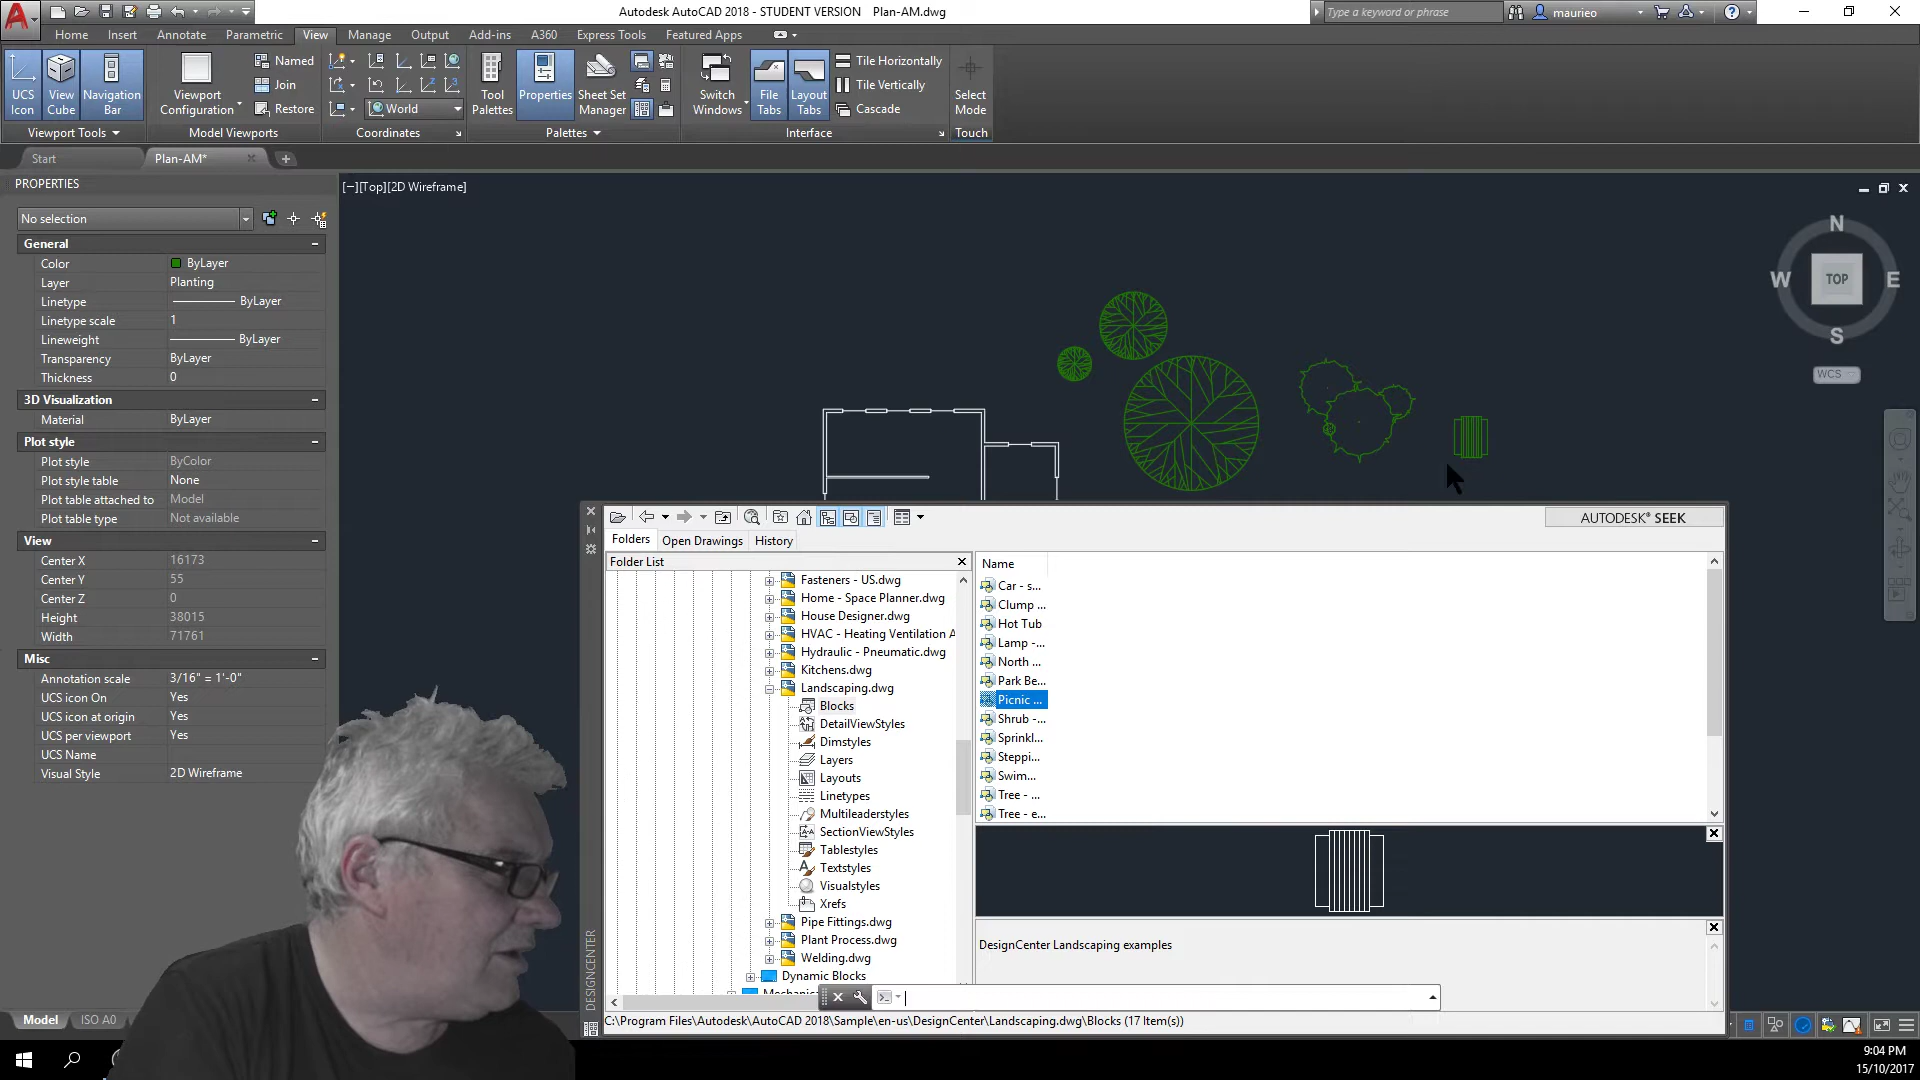 Autodesk AutoCAD 2018 - STUDENT VERSION Plan-AM.dwg
Type a keyword or phrase
maurieo
Home Insert Annotate Parametric View Manage Output Add-ins A360 Express Tools Featured Apps
UCS Icon
View Cube
Navigation Bar
Viewport Configuration
Named
Join
Restore
World
Tool Palettes
Properties
Sheet Set Manager
Switch Windows
File Tabs
Layout Tabs
Tile Horizontally
Tile Vertically
Cascade
Select Mode
Viewport Tools
Model Viewports
Coordinates
Palettes
Interface
Touch
Start
Plan-AM*
PROPERTIES
[−][Top][2D Wireframe]
No selection
General
Color ByLayer
Layer Planting
Linetype ByLayer
Linetype scale 1
Lineweight ByLayer
Transparency ByLayer
Thickness 0
3D Visualization
Material ByLayer
Plot style
Plot style ByColor
Plot style table None
Plot table attached to Model
Plot table type Not available
View
Center X 16173
Center Y 55
Center Z 0
Height 38015
Width 71761
Misc
Annotation scale 3/16" = 1'-0"
UCS icon On Yes
UCS icon at origin Yes
UCS per viewport Yes
UCS Name
Visual Style 2D Wireframe
N
W TOP E
S
WCS
AUTODESK® SEEK
Folders Open Drawings History
Folder List
Fasteners - US.dwg
Home - Space Planner.dwg
House Designer.dwg
HVAC - Heating Ventilation A
Hydraulic - Pneumatic.dwg
Kitchens.dwg
Landscaping.dwg
Blocks
DetailViewStyles
Dimstyles
Layers
Layouts
Linetypes
Multileaderstyles
SectionViewStyles
Tablestyles
Textstyles
Visualstyles
Xrefs
Pipe Fittings.dwg
Plant Process.dwg
Welding.dwg
Dynamic Blocks
Name
Car - s...
Clump ...
Hot Tub
Lamp -...
North ...
Park Be...
Picnic ...
Shrub -...
Sprinkl...
Steppi...
Swim...
Tree - ...
Tree - e...
DesignCenter Landscaping examples
DESIGNCENTER
C:\Program Files\Autodesk\AutoCAD 2018\Sample\en-us\DesignCenter\Landscaping.dwg\Blocks (17 Item(s))
Model ISO A0
9:04 PM
15/10/2017